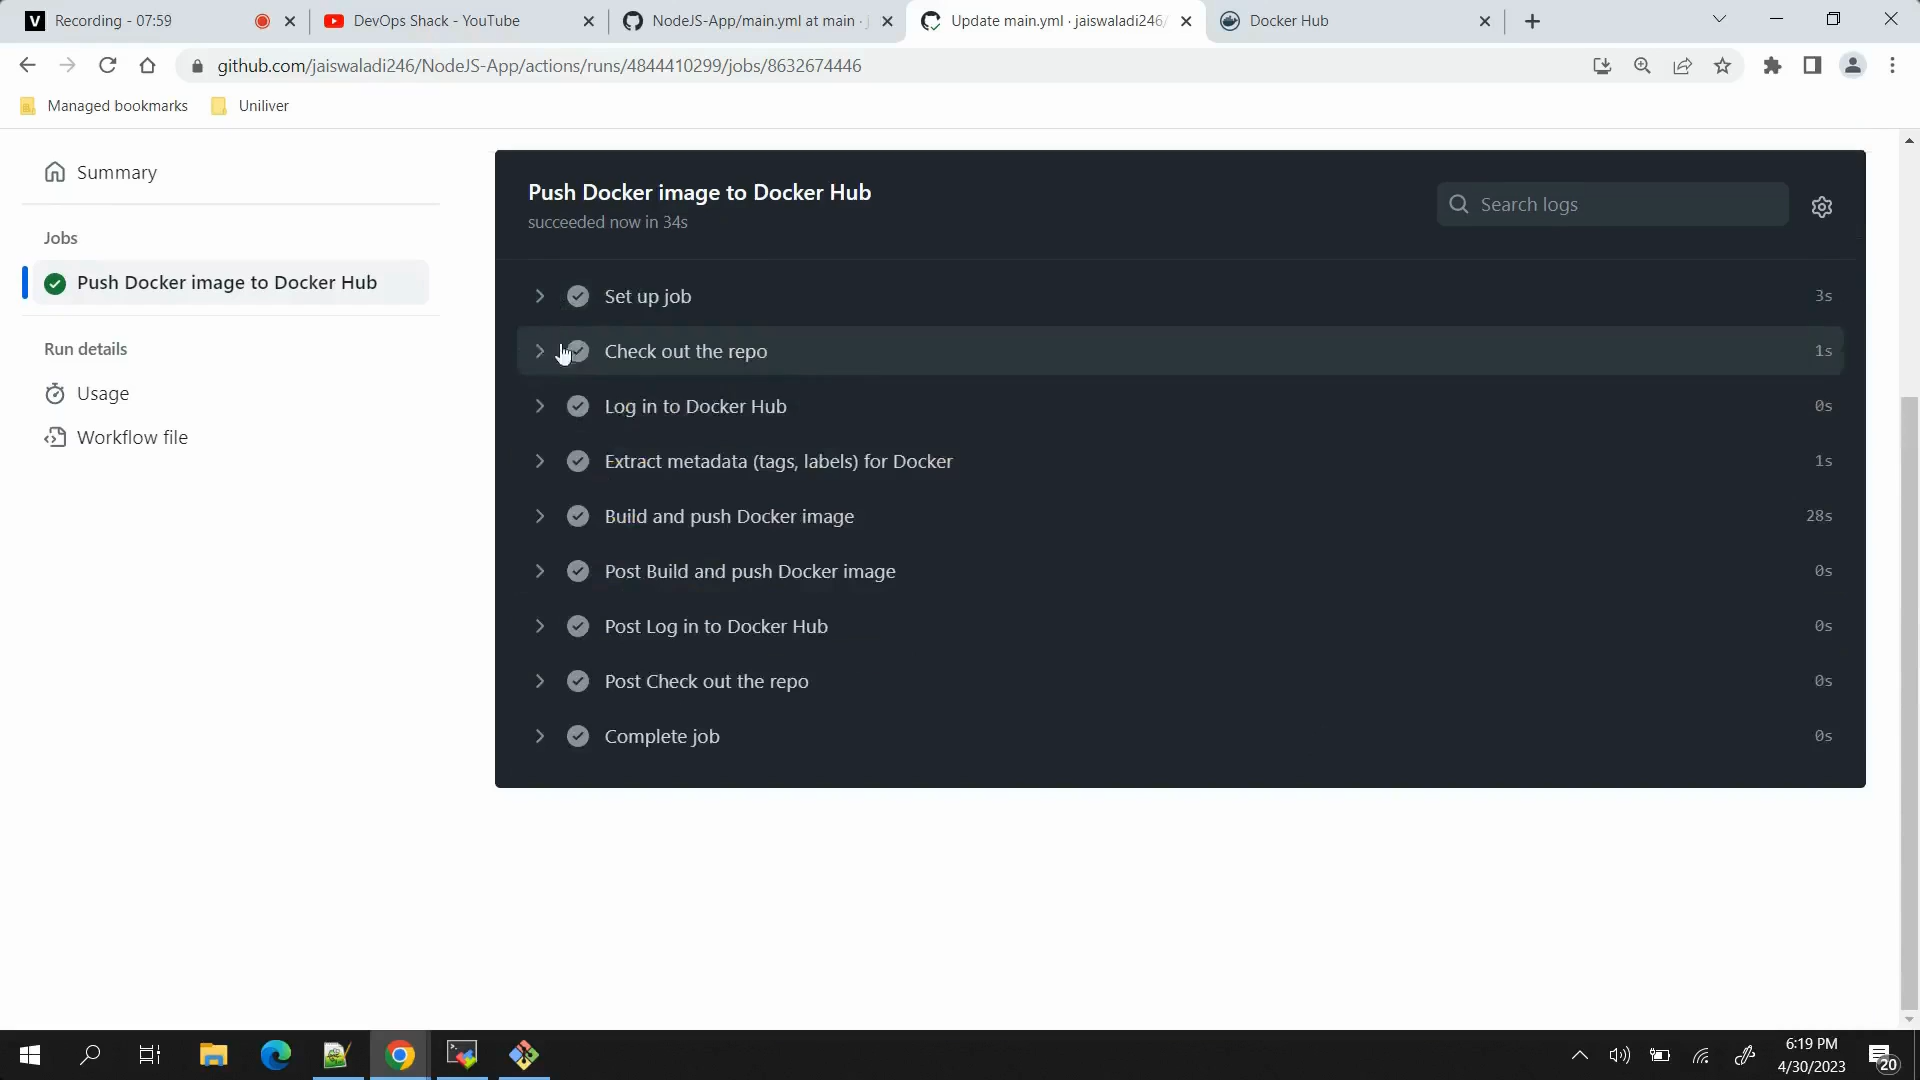 Recording - 07:59
DevOps Shack - YouTube
NodeJS-App/main.yml at main ·
Update main.yml · jaiswaladi246/
Docker Hub
github.com/jaiswaladi246/NodeJS-App/actions/runs/4844410299/jobs/8632674446
Managed bookmarks
Uniliver
Summary
Jobs
Push Docker image to Docker Hub
Run details
Usage
Workflow file
Push Docker image to Docker Hub
succeeded now in 34s
Search logs
Set up job 3s
Check out the repo 1s
Log in to Docker Hub 0s
Extract metadata (tags, labels) for Docker 1s
Build and push Docker image 28s
Post Build and push Docker image 0s
Post Log in to Docker Hub 0s
Post Check out the repo 0s
Complete job 0s
6:19 PM
4/30/2023
20